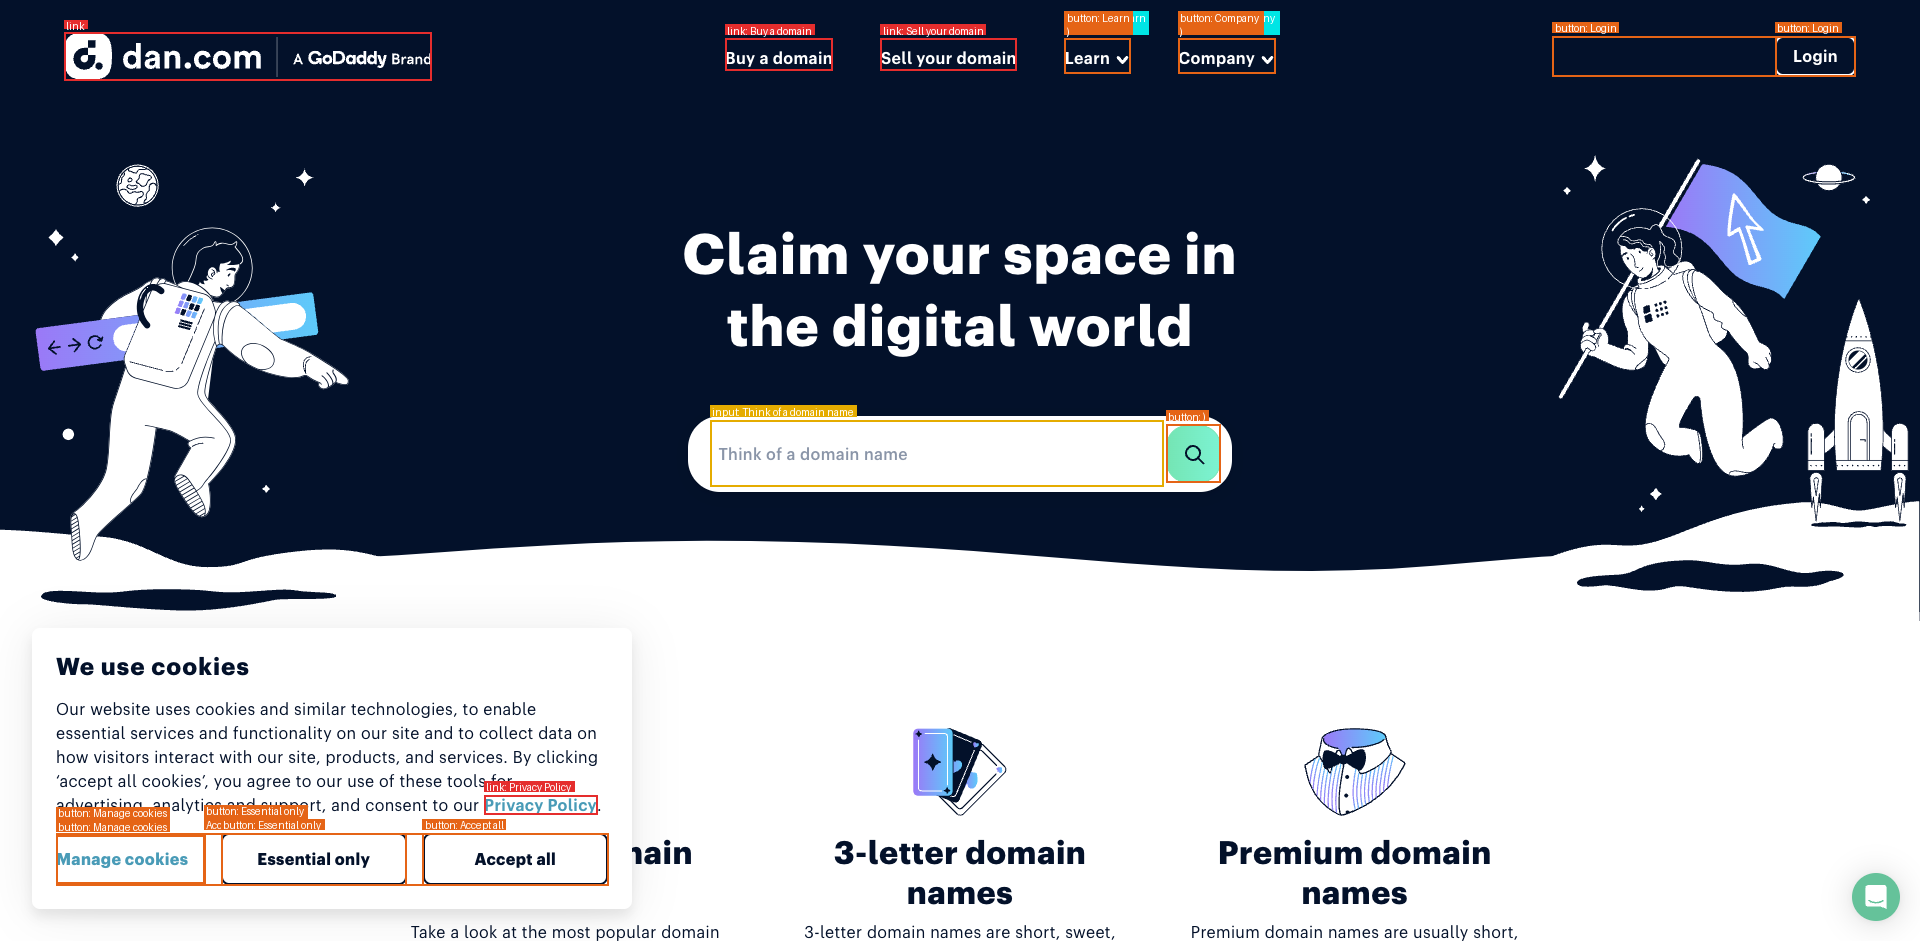 link
dan.com
A GoDaddy Brand
link: Buy a domain
Buy a domain
link: Sell your domain
Sell your domain
button: Learn
Learn
button: Company
Company
button: Login
button: Login
Login
Claim your space in
the digital world
input: Think of a domain name
button: )
Think of a domain name
We use cookies
Our website uses cookies and similar technologies, to enable
essential services and functionality on our site and to collect data on
how visitors interact with our site, products, and services. By clicking
‘accept all cookies’, you agree to our use of these tools for
link: Privacy Policy
advertising, analytics and support, and consent to our Privacy Policy.
button: Manage cookies
button: Manage cookies
button: Essential only
button: Essential only
button: Accept all
Manage cookies
Essential only
Accept all
3-letter domain
names
3-letter domain names are short, sweet,
Premium domain
names
Premium domain names are usually short,
Take a look at the most popular domain